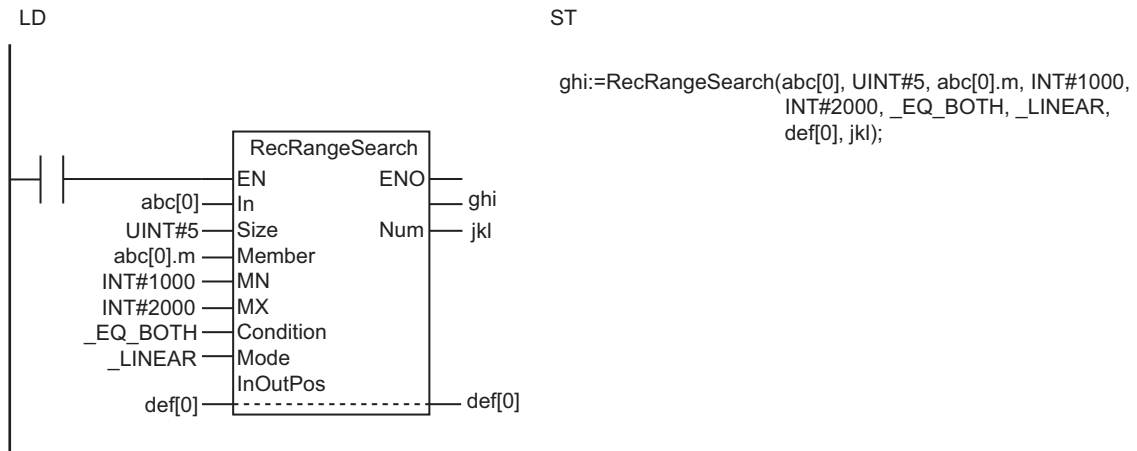 LD
ST
ghi:=RecRangeSearch(abc[0], UINT#5, abc[0].m, INT#1000,
INT#2000, _EQ_BOTH, _LINEAR,
def[0], jkl);
RecRangeSearch
EN ENO
abc[0] In ghi
UINT#5 Size Num jkl
abc[0].m Member
INT#1000 MN
INT#2000 MX
_EQ_BOTH Condition
_LINEAR Mode
InOutPos
def[0] def[0]